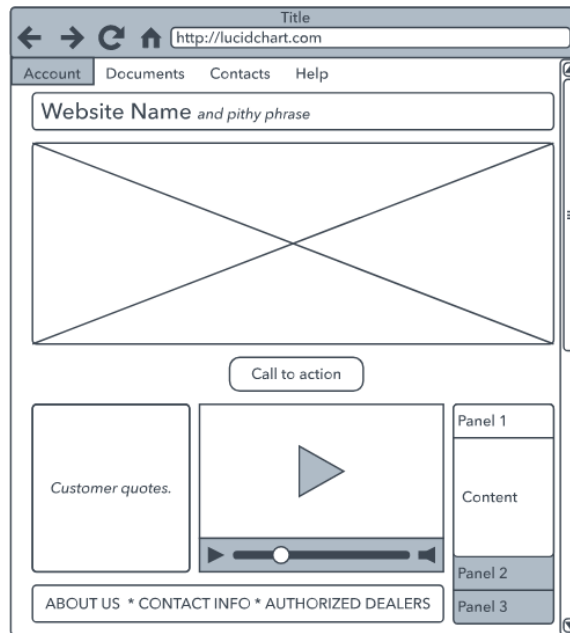 Title
http://lucidchart.com
Account Documents Contacts Help
Website Name and pithy phrase
Call to action
Customer quotes.
Panel 1
Content
Panel 2
Panel 3
ABOUT US * CONTACT INFO * AUTHORIZED DEALERS